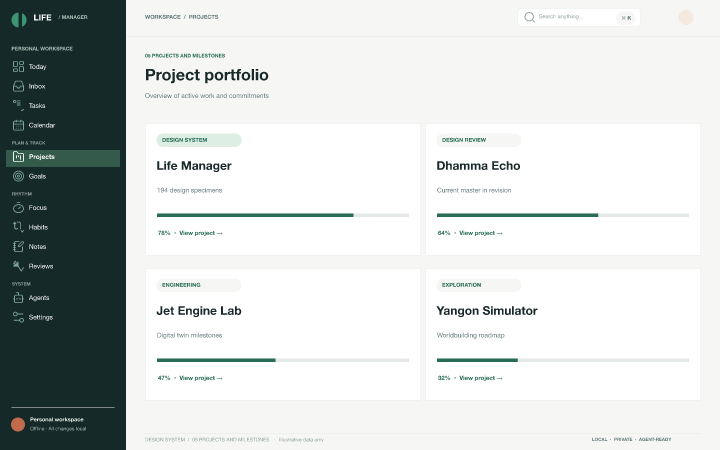 LIFE / MANAGER
PERSONAL WORKSPACE
Today
Inbox
Tasks
Calendar
PLAN & TRACK
Projects
Goals
RHYTHM
Focus
Habits
Notes
Reviews
SYSTEM
Agents
Settings
Personal workspace
Offline · All changes local
WORKSPACE / PROJECTS
Search anything...
⌘ K
05 PROJECTS AND MILESTONES
Project portfolio
Overview of active work and commitments
DESIGN SYSTEM
Life Manager
194 design specimens
78% • View project →
DESIGN REVIEW
Dhamma Echo
Current master in revision
64% • View project →
ENGINEERING
Jet Engine Lab
Digital twin milestones
47% • View project →
EXPLORATION
Yangon Simulator
Worldbuilding roadmap
32% • View project →
DESIGN SYSTEM / 05 PROJECTS AND MILESTONES · Illustrative data only
LOCAL • PRIVATE • AGENT-READY